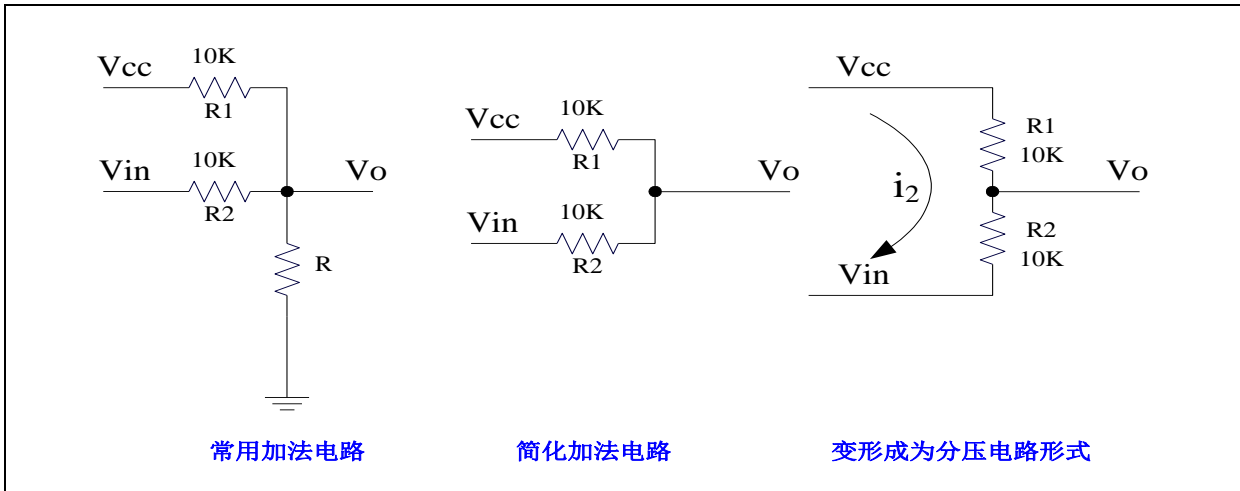 Vcc
10K
R1
Vin
10K
R2
Vo
R
常用加法电路
Vcc
10K
R1
Vin
10K
R2
Vo
简化加法电路
Vcc
R1
10K
i2
Vo
R2
10K
Vin
变形成为分压电路形式